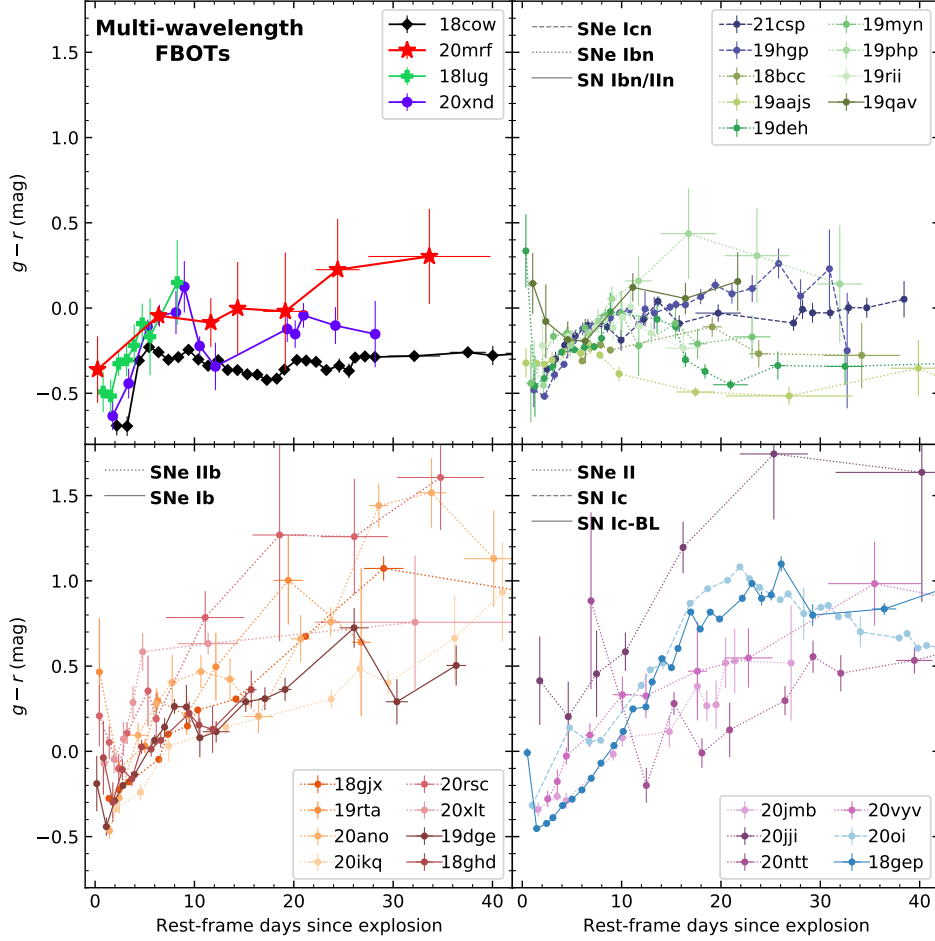 Multi-wavelength
FBOTs
18cow
20mrf
18lug
20xnd
SNe Icn
SNe Ibn
SN Ibn/IIn
21csp
19hgp
18bcc
19aajs
19deh
19myn
19php
19rii
19qav
1.5
1.0
0.5
0.0
−0.5
g − r (mag)
SNe IIb
SNe Ib
18gjx
19rta
20ano
20ikq
20rsc
20xlt
19dge
18ghd
SNe II
SN Ic
SN Ic-BL
20jmb
20jji
20ntt
20vyv
20oi
18gep
1.5
1.0
0.5
0.0
−0.5
g − r (mag)
0 10 20 30 40
Rest-frame days since explosion
0 10 20 30 40
Rest-frame days since explosion